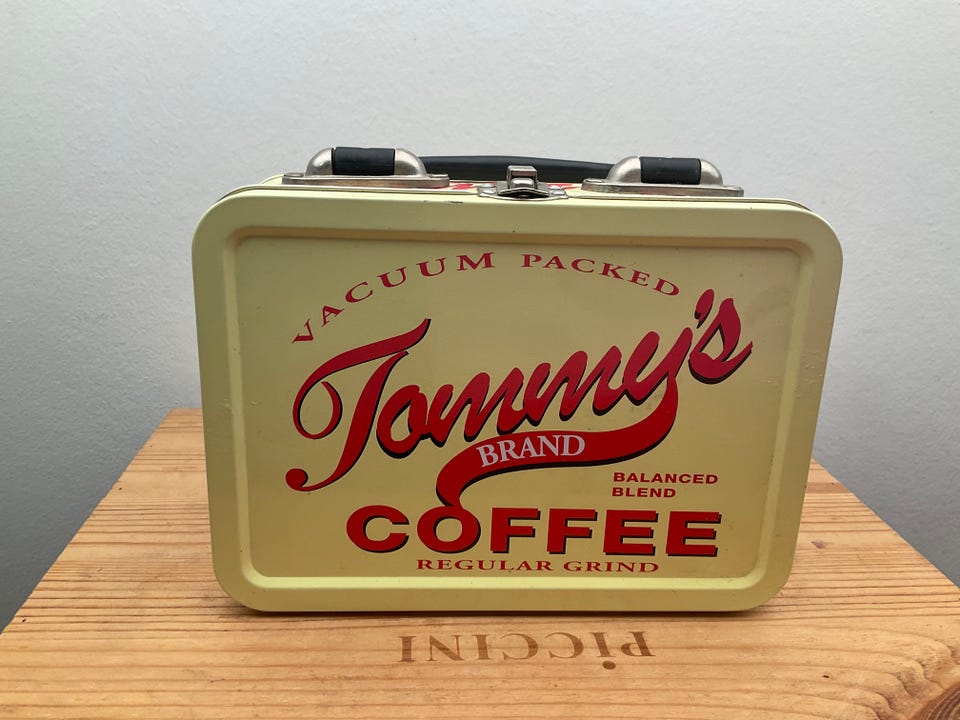 VACUUM PACKED
Tommy's
BRAND
BALANCED
BLEND
COFFEE
REGULAR GRIND
PiCCINI